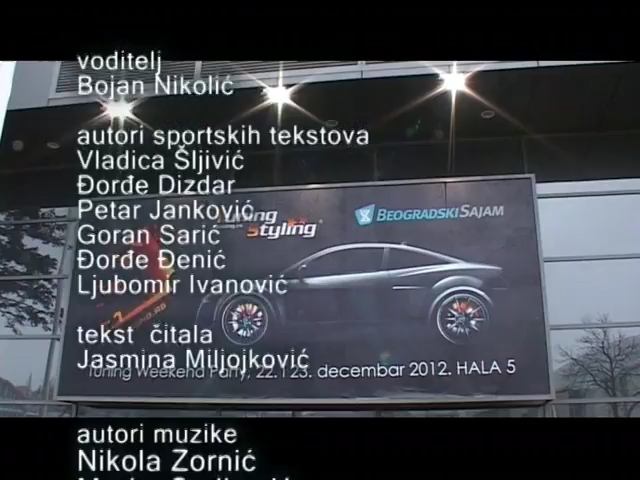 voditelj
Bojan Nikolić
autori sportskih tekstova
Vladica Šljivić
Đorđe Dizdar
Petar Janković
Goran Sarić
Đorđe Đenić
Ljubomir Ivanović
tekst čitala
Jasmina Miljojković
autori muzike
Nikola Zornić
Tuning
Styling
BEOGRADSKI SAJAM
Tuning Weekend Party, 22. i 23. decembar 2012. HALA 5